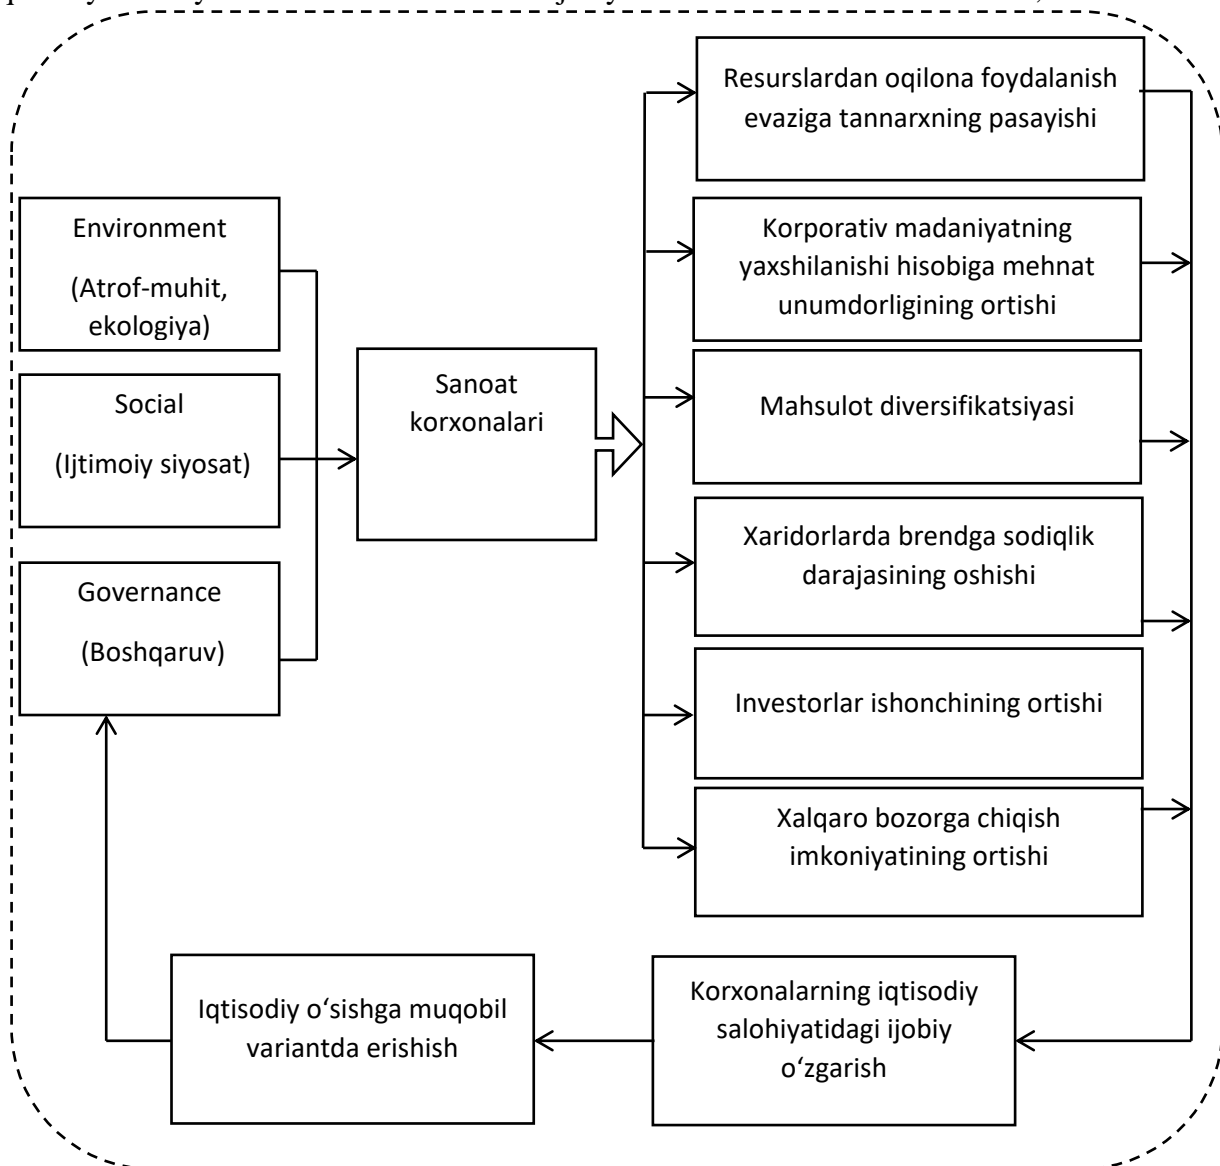 Environment
(Atrof-muhit,
ekologiya)
Social
(Ijtimoiy siyosat)
Governance
(Boshqaruv)
Sanoat
korxonalari
Resurslardan oqilona foydalanish
evaziga tannarxning pasayishi
Korporativ madaniyatning
yaxshilanishi hisobiga mehnat
unumdorligining ortishi
Mahsulot diversifikatsiyasi
Xaridorlarda brendga sodiqlik
darajasining oshishi
Investorlar ishonchining ortishi
Xalqaro bozorga chiqish
imkoniyatining ortishi
Korxonalarning iqtisodiy
salohiyatidagi ijobiy
o‘zgarish
Iqtisodiy o‘sishga muqobil
variantda erishish